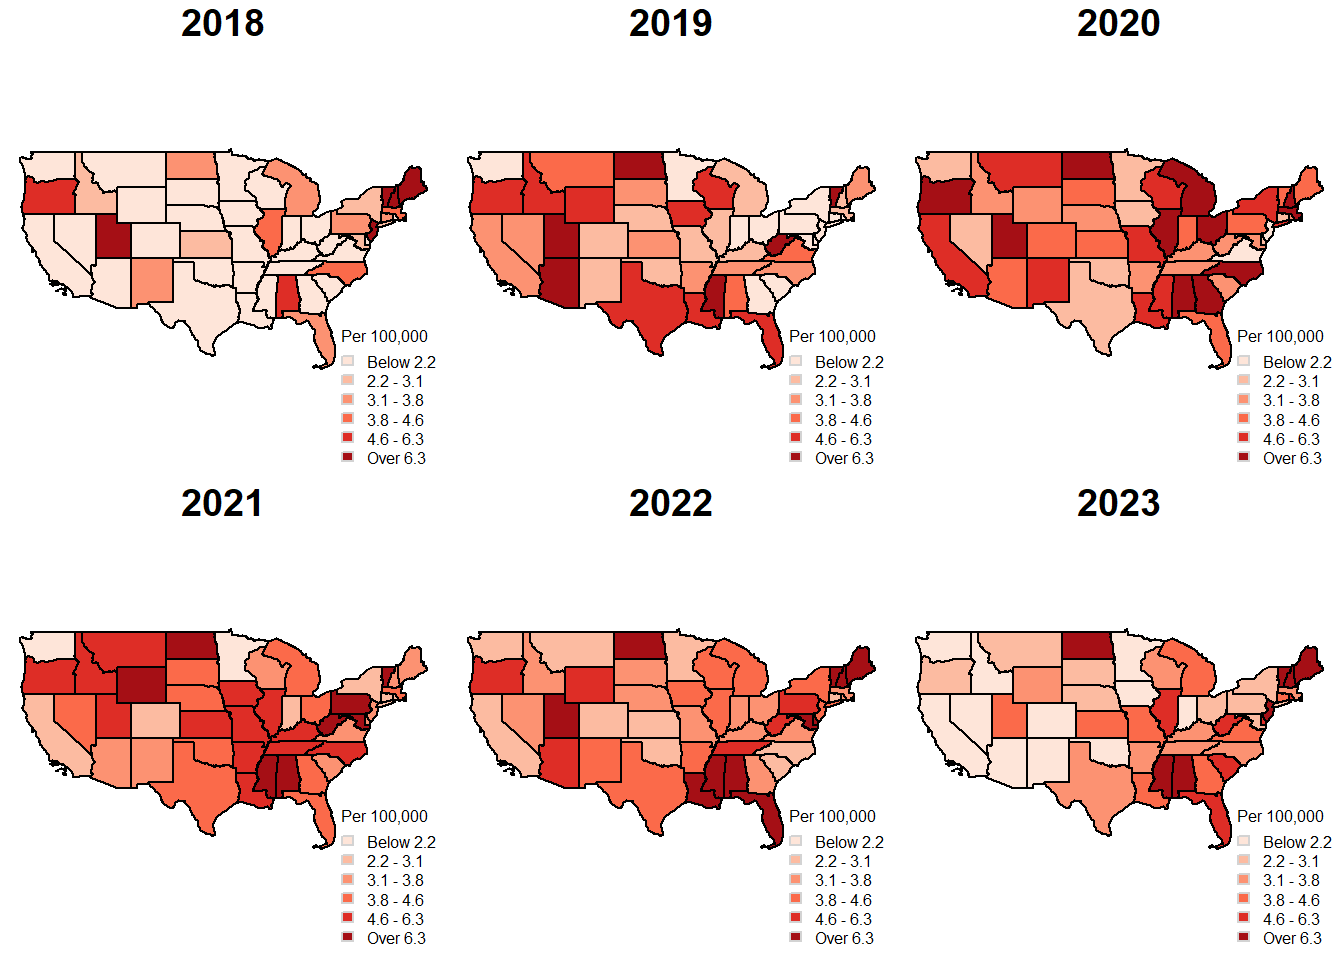 2018
2019
2020
Per 100,000
Below 2.2
2.2 - 3.1
3.1 - 3.8
3.8 - 4.6
4.6 - 6.3
Over 6.3
Per 100,000
Below 2.2
2.2 - 3.1
3.1 - 3.8
3.8 - 4.6
4.6 - 6.3
Over 6.3
Per 100,000
Below 2.2
2.2 - 3.1
3.1 - 3.8
3.8 - 4.6
4.6 - 6.3
Over 6.3
2021
2022
2023
Per 100,000
Below 2.2
2.2 - 3.1
3.1 - 3.8
3.8 - 4.6
4.6 - 6.3
Over 6.3
Per 100,000
Below 2.2
2.2 - 3.1
3.1 - 3.8
3.8 - 4.6
4.6 - 6.3
Over 6.3
Per 100,000
Below 2.2
2.2 - 3.1
3.1 - 3.8
3.8 - 4.6
4.6 - 6.3
Over 6.3